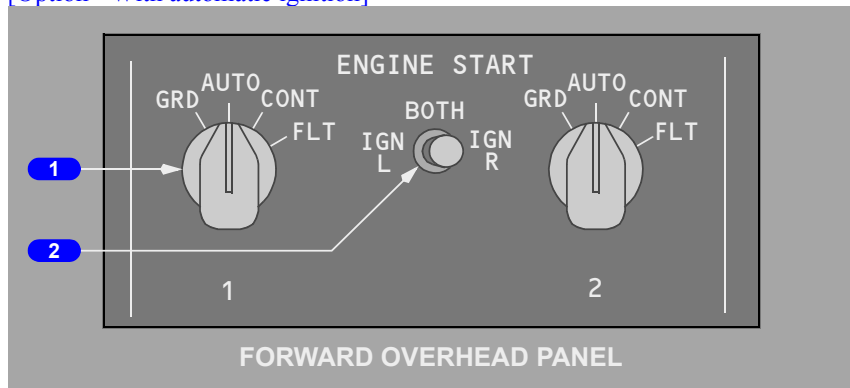 [Option - With automatic ignition]
ENGINE START
GRD AUTO CONT FLT
BOTH
IGN L
IGN R
GRD AUTO CONT FLT
1
2
1
2
FORWARD OVERHEAD PANEL